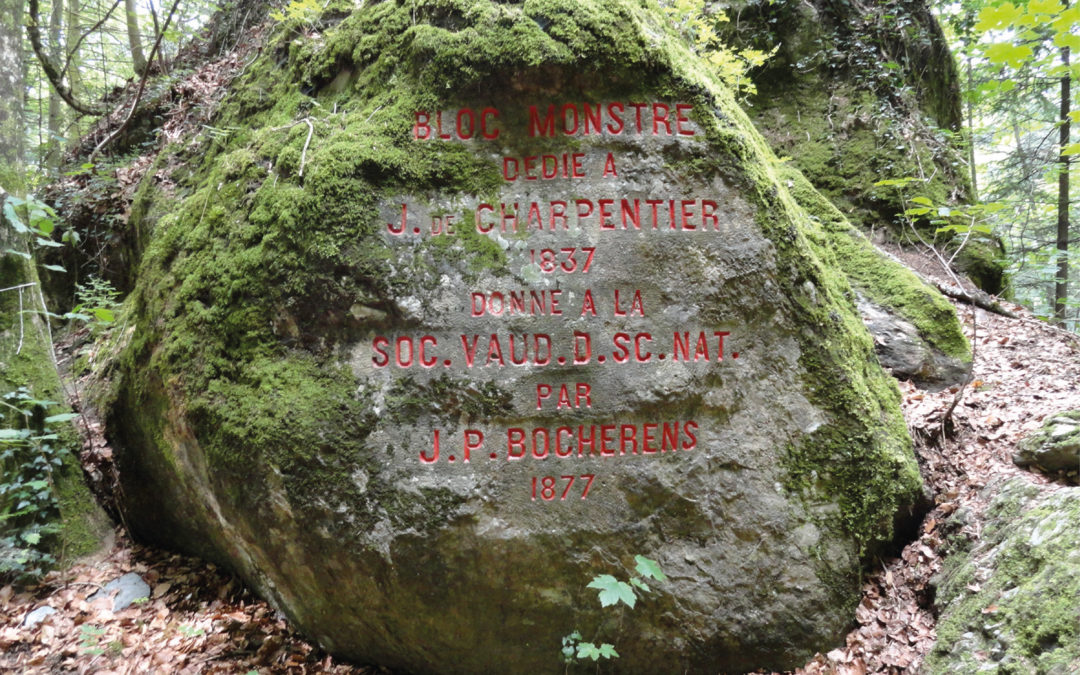 BLOC MONSTRE
DEDIE A
J. DE CHARPENTIER
1837
DONNE A LA
SOC. VAUD. D. SC. NAT.
PAR
J. P. BOCHERENS
1877